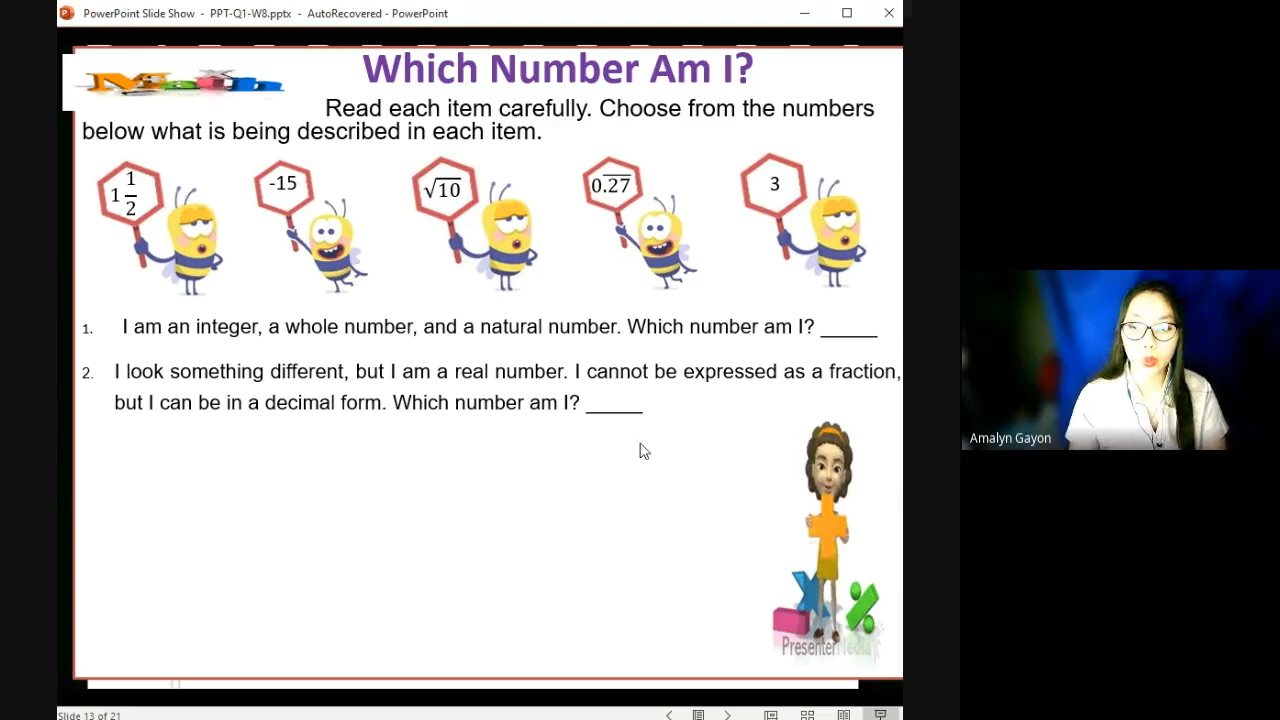 PowerPoint Slide Show - PPT-Q1-W8.pptx - AutoRecovered - PowerPoint
Math
Which Number Am I?
Read each item carefully. Choose from the numbers
below what is being described in each item.
1 1/2
-15
√10
0.2̅7̅
3
1. I am an integer, a whole number, and a natural number. Which number am I? _____
2. I look something different, but I am a real number. I cannot be expressed as a fraction,
but I can be in a decimal form. Which number am I? _____
Amalyn Gayon
PresenterMedia
Slide 13 of 21